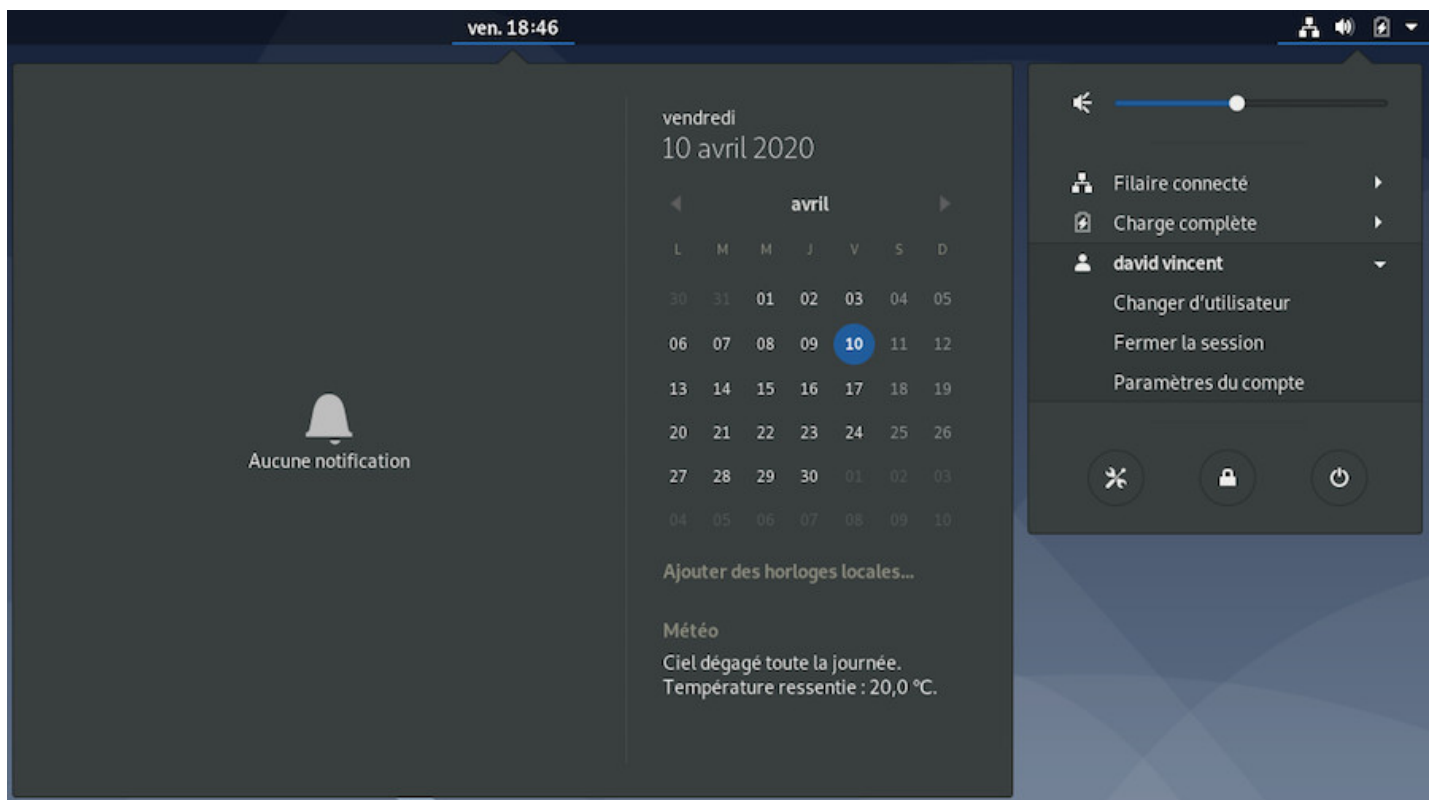 ven. 18:46
Aucune notification
vendredi
10 avril 2020
avril
L M M J V S D
30 31 01 02 03 04 05
06 07 08 09 10 11 12
13 14 15 16 17 18 19
20 21 22 23 24 25 26
27 28 29 30 01 02 03
04 05 06 07 08 09 10
Ajouter des horloges locales…
Météo
Ciel dégagé toute la journée.
Température ressentie : 20,0 °C.
Filaire connecté
Charge complète
david vincent
Changer d’utilisateur
Fermer la session
Paramètres du compte